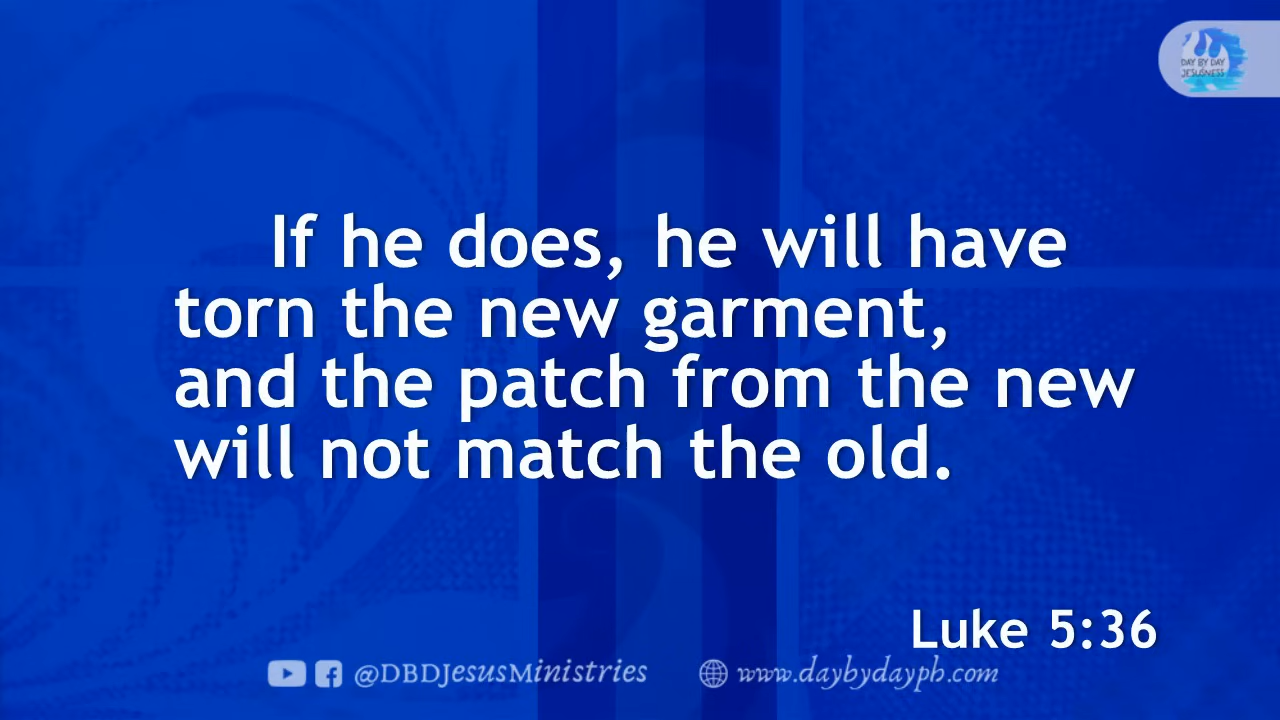 DAY BY DAY
JESUSNESS
If he does, he will have
torn the new garment,
and the patch from the new
will not match the old.
Luke 5:36
@DBDJesusMinistries
www.daybydayph.com